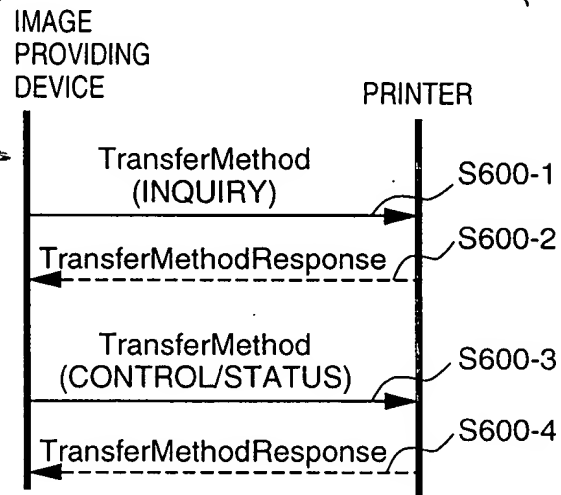 IMAGE
PROVIDING
DEVICE
PRINTER
TransferMethod
(INQUIRY)
S600-1
S600-2
TransferMethodResponse
TransferMethod
(CONTROL/STATUS)
S600-3
S600-4
TransferMethodResponse